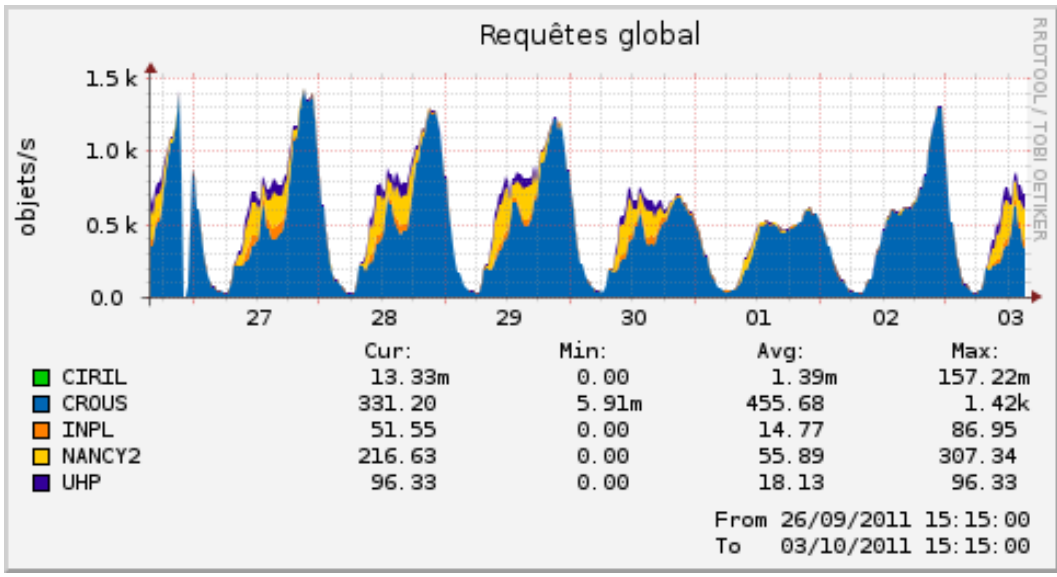 Requêtes global
RRDTOOL / TOBI OETIKER
objets/s
1.5 k
1.0 k
0.5 k
0.0
27 28 29 30 01 02 03
Cur: Min: Avg: Max:
CIRIL 13.33m 0.00 1.39m 157.22m
CROUS 331.20 5.91m 455.68 1.42k
INPL 51.55 0.00 14.77 86.95
NANCY2 216.63 0.00 55.89 307.34
UHP 96.33 0.00 18.13 96.33
From 26/09/2011 15:15:00
To 03/10/2011 15:15:00